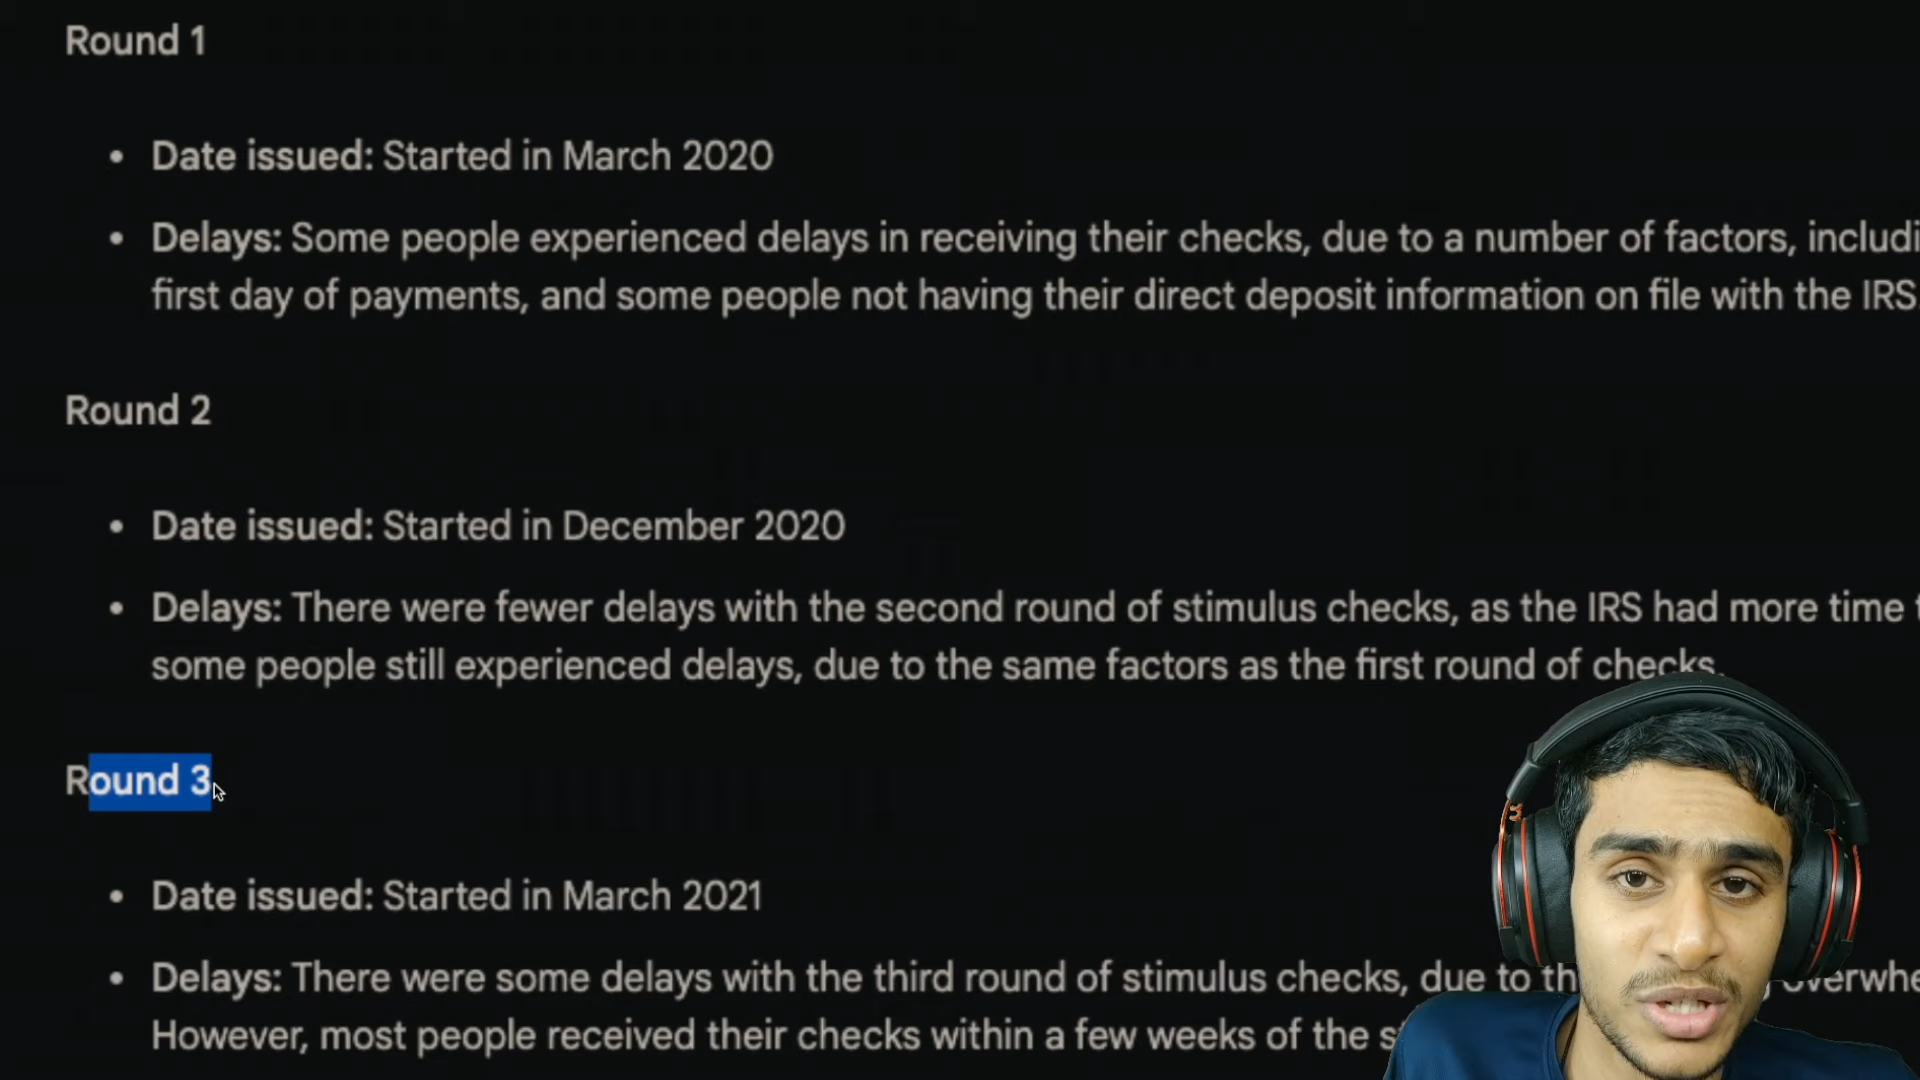 Round 1
• Date issued: Started in March 2020
• Delays: Some people experienced delays in receiving their checks, due to a number of factors,
first day of payments, and some people not having their direct deposit information on file with the IRS
Round 2
• Date issued: Started in December 2020
• Delays: There were fewer delays with the second round of stimulus checks, as the IRS had more time
some people still experienced delays, due to the same factors as the first round of checks.
Round 3
• Date issued: Started in March 2021
• Delays: There were some delays with the third round of stimulus checks, due to
However, most people received their checks within a few weeks of the